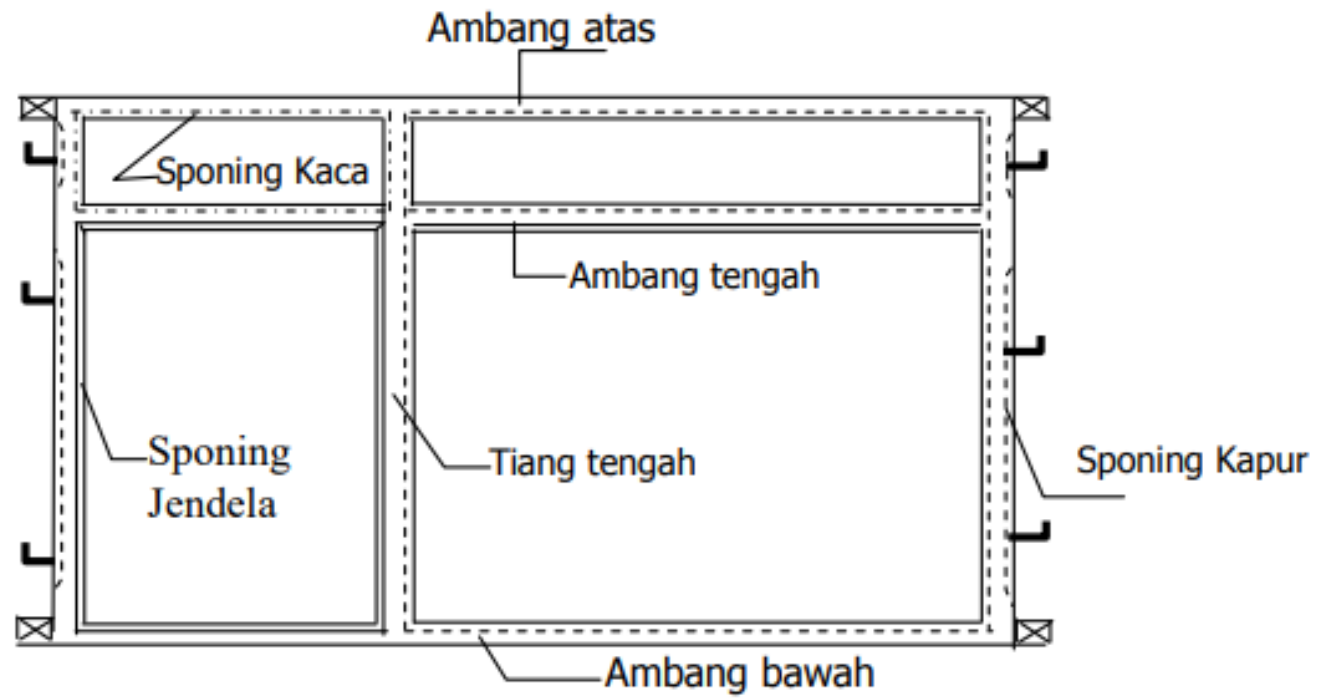 Ambang atas
Sponing Kaca
Ambang tengah
Sponing
Jendela
Tiang tengah
Sponing Kapur
Ambang bawah